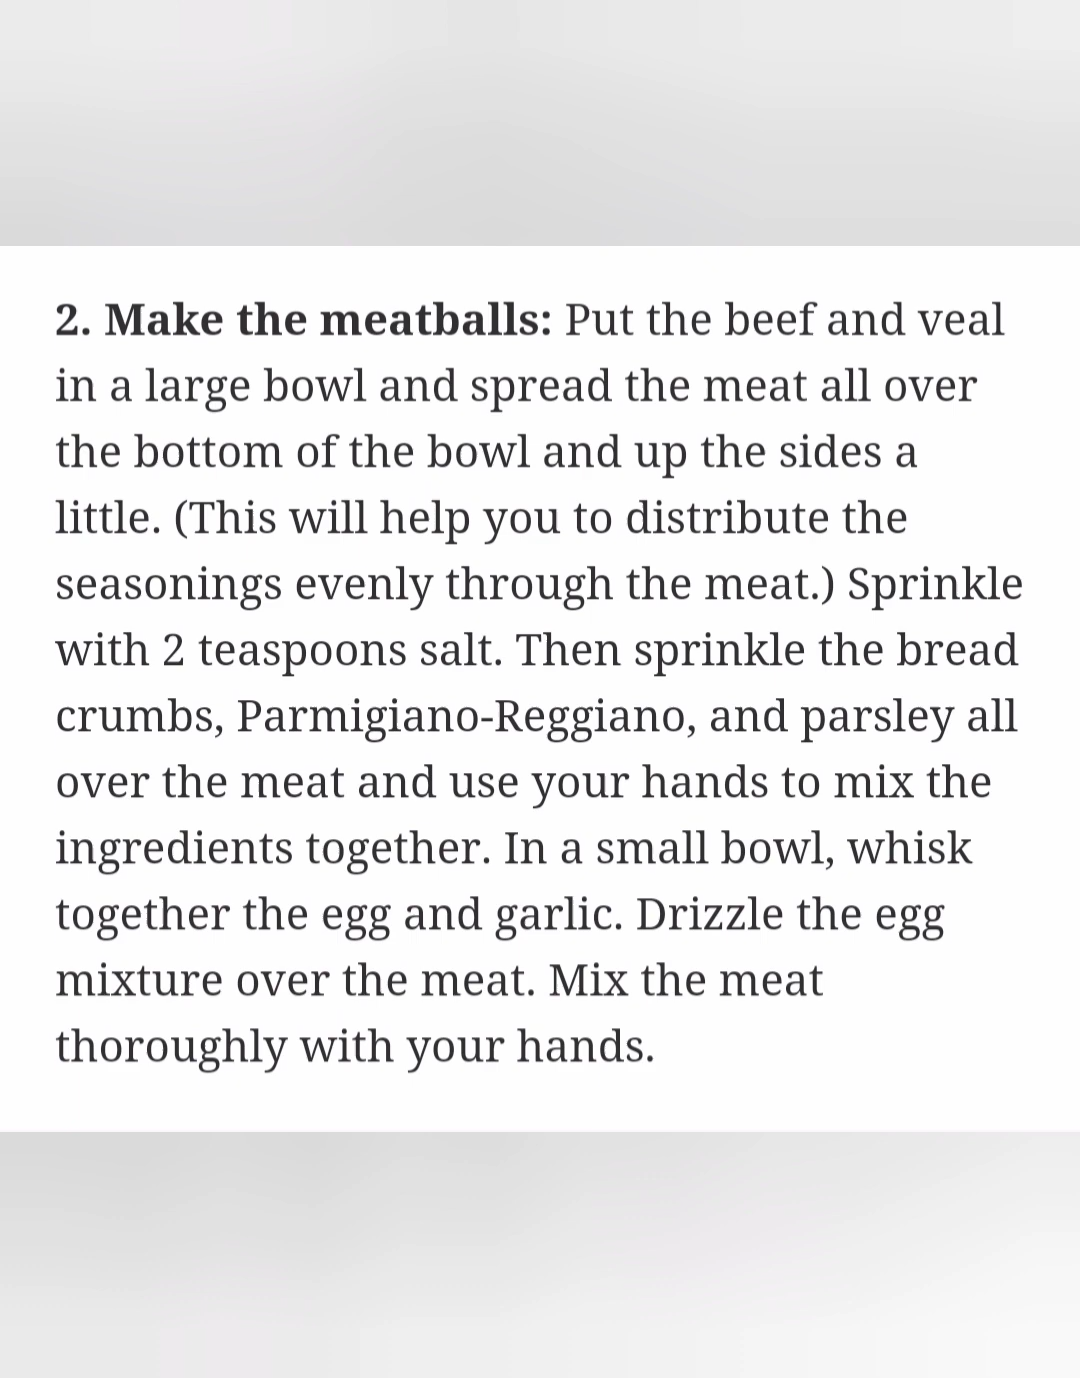 2. Make the meatballs: Put the beef and veal
in a large bowl and spread the meat all over
the bottom of the bowl and up the sides a
little. (This will help you to distribute the
seasonings evenly through the meat.) Sprinkle
with 2 teaspoons salt. Then sprinkle the bread
crumbs, Parmigiano-Reggiano, and parsley all
over the meat and use your hands to mix the
ingredients together. In a small bowl, whisk
together the egg and garlic. Drizzle the egg
mixture over the meat. Mix the meat
thoroughly with your hands.